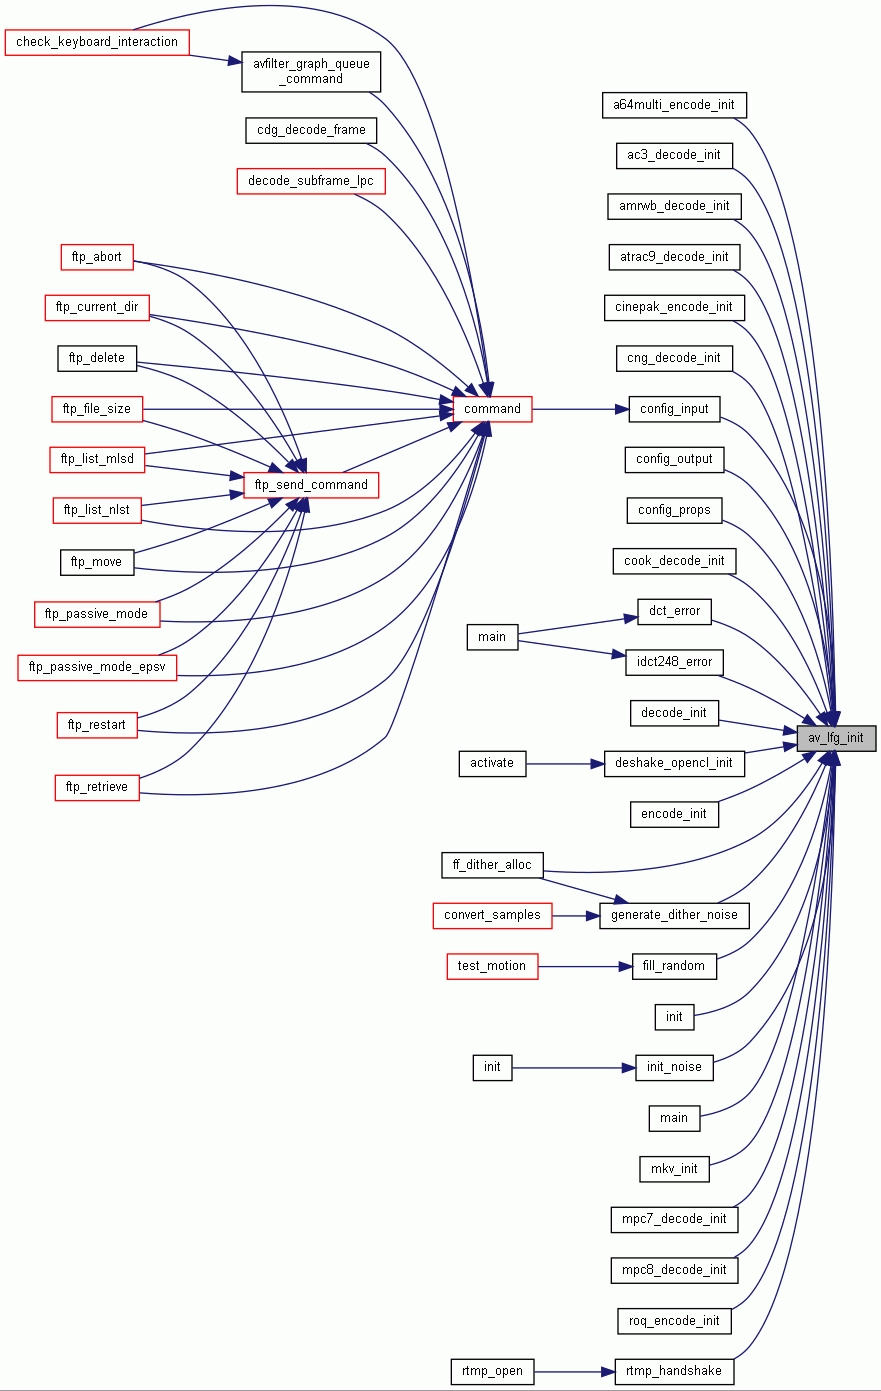 check_keyboard_interaction
avfilter_graph_queue
_command
cdg_decode_frame
decode_subframe_lpc
ftp_abort
ftp_current_dir
ftp_delete
ftp_file_size
ftp_list_mlsd
ftp_list_nlst
ftp_move
ftp_passive_mode
ftp_passive_mode_epsv
ftp_restart
ftp_retrieve
ftp_send_command
command
main
activate
ff_dither_alloc
convert_samples
test_motion
init
rtmp_open
a64multi_encode_init
ac3_decode_init
amrwb_decode_init
atrac9_decode_init
cinepak_encode_init
cng_decode_init
config_input
config_output
config_props
cook_decode_init
dct_error
idct248_error
decode_init
deshake_opencl_init
encode_init
generate_dither_noise
fill_random
init
init_noise
main
mkv_init
mpc7_decode_init
mpc8_decode_init
roq_encode_init
rtmp_handshake
av_lfg_init